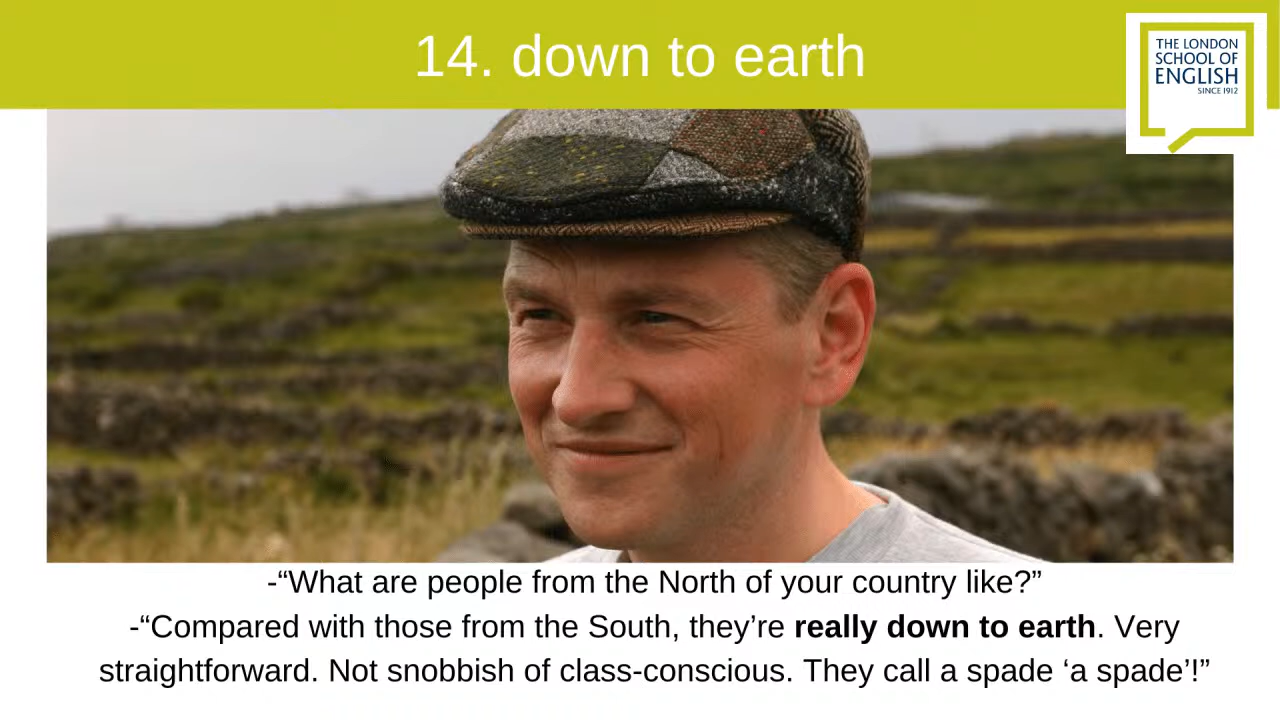 14. down to earth
THE LONDON
SCHOOL OF
ENGLISH
SINCE 1912
-“What are people from the North of your country like?”
-“Compared with those from the South, they’re really down to earth. Very
straightforward. Not snobbish of class-conscious. They call a spade ‘a spade’!”